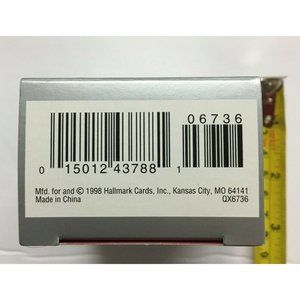 06736
0 15012 43788 1
Mfd. for and © 1998 Hallmark Cards, Inc., Kansas City, MO 64141
Made in China QX6736